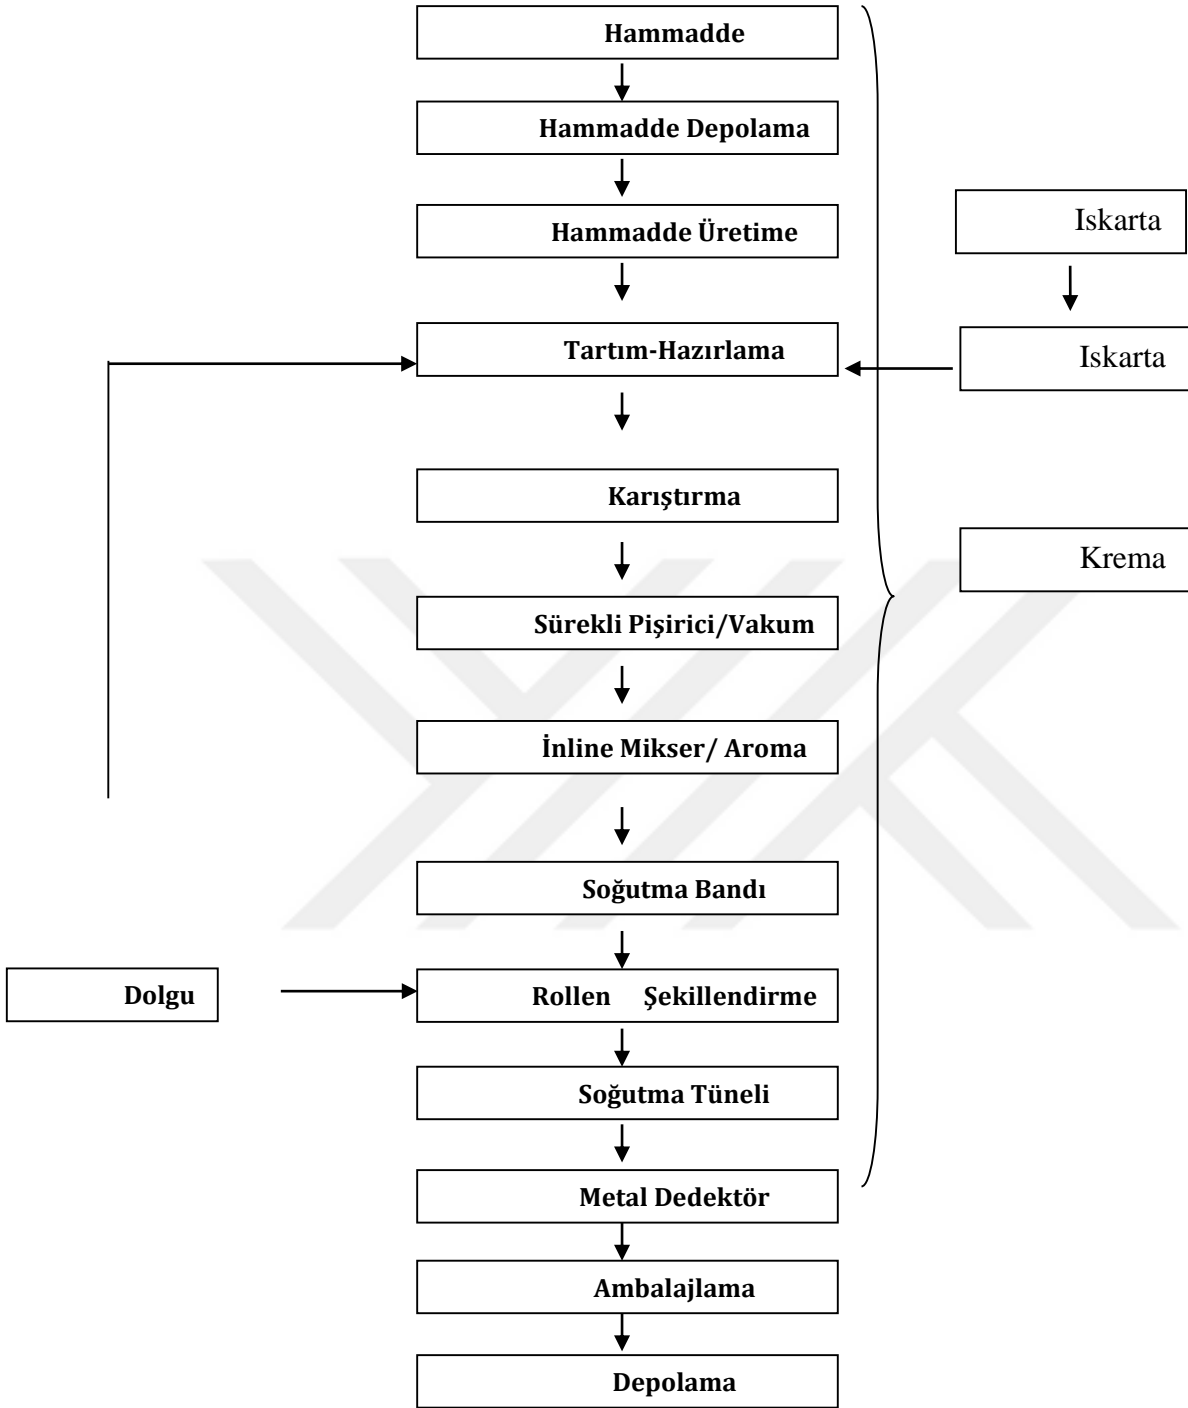 Hammadde
Hammadde Depolama
Hammadde Üretime
Iskarta
Tartım-Hazırlama
Iskarta
Karıştırma
Krema
Sürekli Pişirici/Vakum
İnline Mikser/ Aroma
Soğutma Bandı
Dolgu
Rollen Şekillendirme
Soğutma Tüneli
Metal Dedektör
Ambalajlama
Depolama